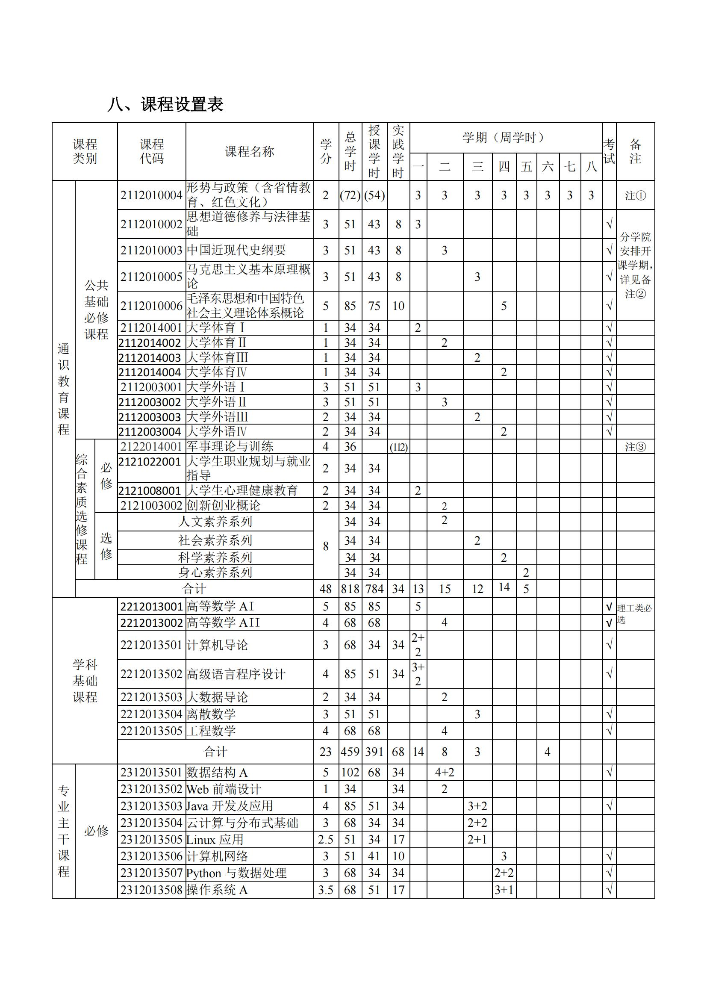 八、课程设置表
课程类别 课程代码 课程名称 学分 总学时 授课学时 实践学时 学期（周学时） 考试 备注
一 二 三 四 五 六 七 八
通识教育课程
公共基础必修课程
2112010004 形势与政策（含省情教育、红色文化） 2 (72) (54) 3 3 3 3 3 3 3 3 注①
2112010002 思想道德修养与法律基础 3 51 43 8 3 √
分学院安排开课学期，详见备注②
2112010003 中国近现代史纲要 3 51 43 8 3 √
2112010005 马克思主义基本原理概论 3 51 43 8 3 √
2112010006 毛泽东思想和中国特色社会主义理论体系概论 5 85 75 10 5 √
2112014001 大学体育Ⅰ 1 34 34 2 √
2112014002 大学体育Ⅱ 1 34 34 2 √
2112014003 大学体育Ⅲ 1 34 34 2 √
2112014004 大学体育Ⅳ 1 34 34 2 √
2112003001 大学外语Ⅰ 3 51 51 3 √
2112003002 大学外语Ⅱ 3 51 51 3 √
2112003003 大学外语Ⅲ 2 34 34 2 √
2112003004 大学外语Ⅳ 2 34 34 2 √
综合素质选修课程
必修
2122014001 军事理论与训练 4 36 (112) 注③
2121022001 大学生职业规划与就业指导 2 34 34
2121008001 大学生心理健康教育 2 34 34 2
2121003002 创新创业概论 2 34 34 2
选修
人文素养系列 8 34 34 2
社会素养系列 34 34 2
科学素养系列 34 34 2
身心素养系列 34 34 2
合计 48 818 784 34 13 15 12 14 5
学科基础课程
2212013001 高等数学 AI 5 85 85 5 √ 理工类必选
2212013002 高等数学 AII 4 68 68 4 √
2212013501 计算机导论 3 68 34 34 2+2 √
2212013502 高级语言程序设计 4 85 51 34 3+2 √
2212013503 大数据导论 2 34 34 2
2212013504 离散数学 3 51 51 3 √
2212013505 工程数学 4 68 68 4 √
合计 23 459 391 68 14 8 3 4
专业主干课程
必修
2312013501 数据结构 A 5 102 68 34 4+2 √
2312013502 Web 前端设计 1 34 34 2
2312013503 Java 开发及应用 4 85 51 34 3+2 √
2312013504 云计算与分布式基础 3 68 34 34 2+2
2312013505 Linux 应用 2.5 51 34 17 2+1
2312013506 计算机网络 3 51 41 10 3 √
2312013507 Python 与数据处理 3 68 34 34 2+2 √
2312013508 操作系统 A 3.5 68 51 17 3+1 √